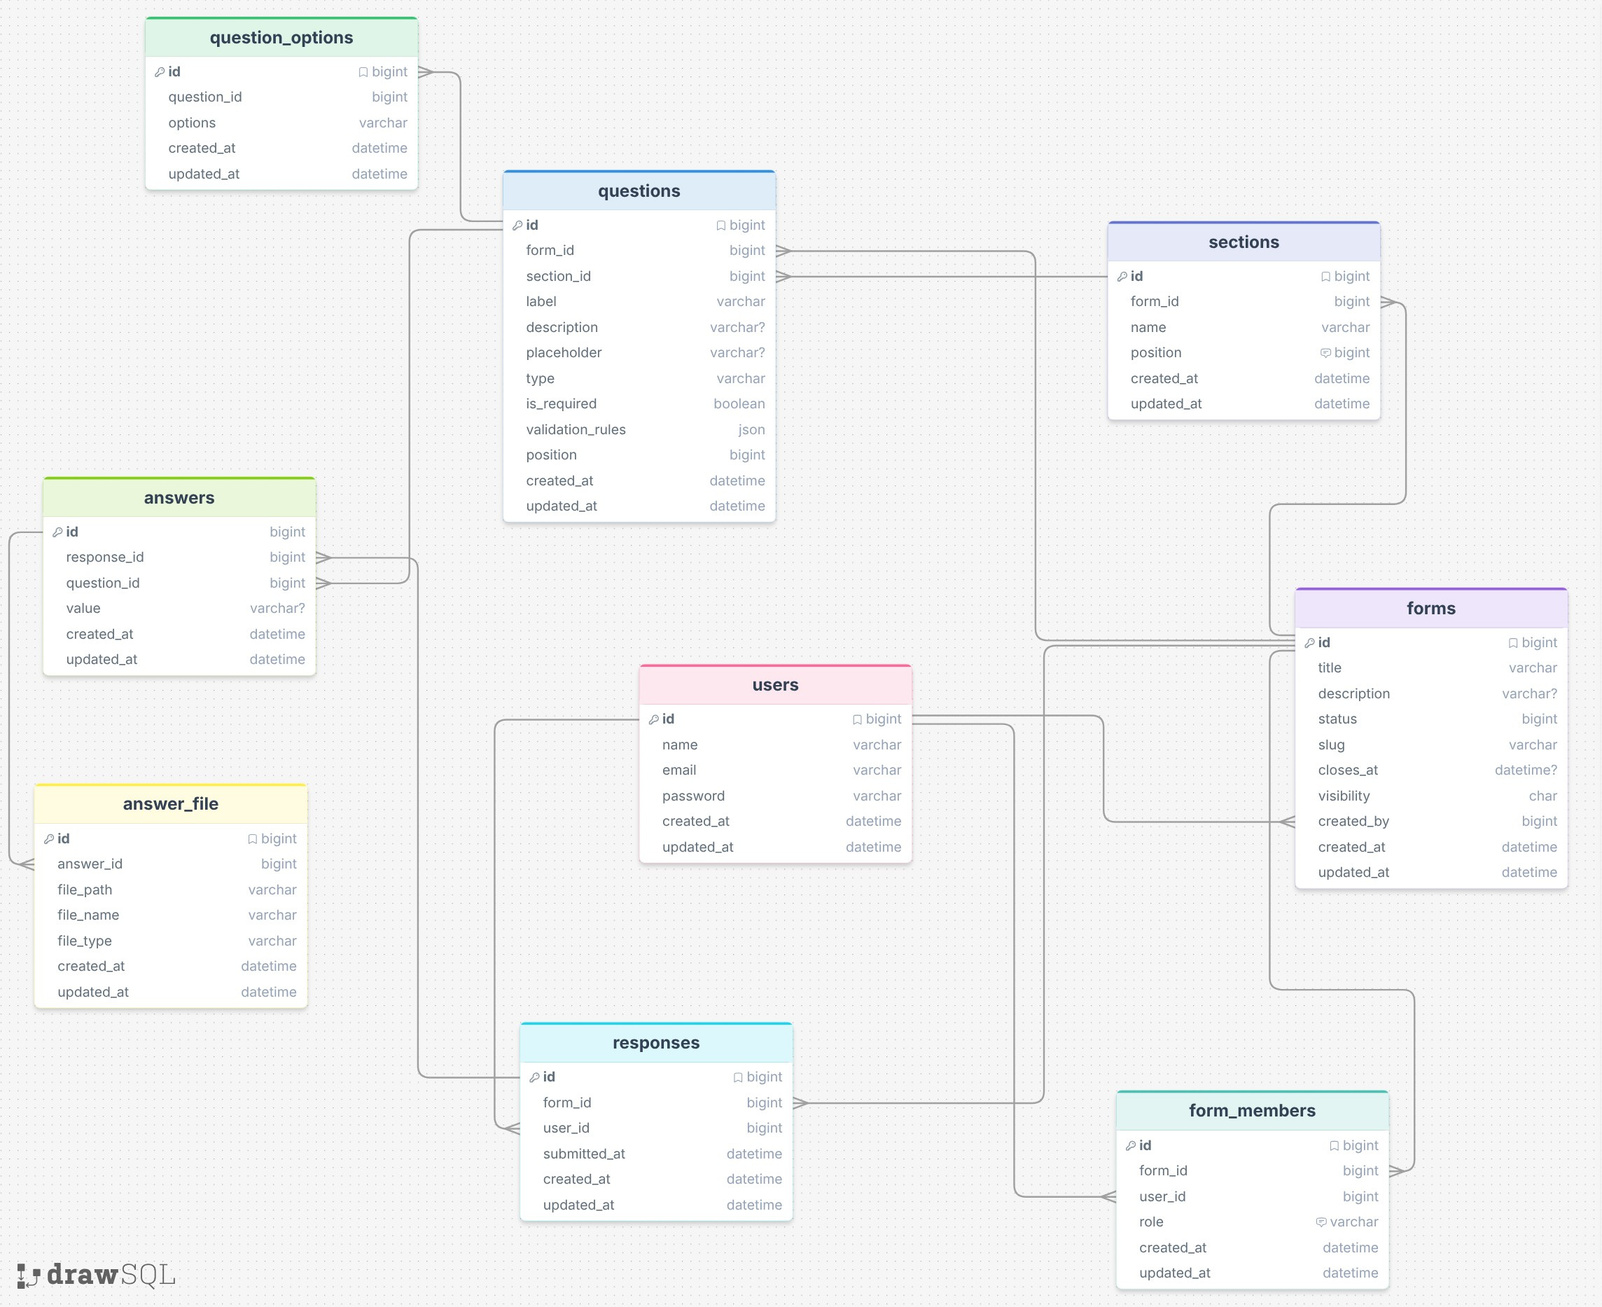 question_options
id bigint
question_id bigint
options varchar
created_at datetime
updated_at datetime
questions
id bigint
form_id bigint
section_id bigint
label varchar
description varchar?
placeholder varchar?
type varchar
is_required boolean
validation_rules json
position bigint
created_at datetime
updated_at datetime
sections
id bigint
form_id bigint
name varchar
position bigint
created_at datetime
updated_at datetime
answers
id bigint
response_id bigint
question_id bigint
value varchar?
created_at datetime
updated_at datetime
forms
id bigint
title varchar
description varchar?
status bigint
slug varchar
closes_at datetime?
visibility char
created_by bigint
created_at datetime
updated_at datetime
users
id bigint
name varchar
email varchar
password varchar
created_at datetime
updated_at datetime
answer_file
id bigint
answer_id bigint
file_path varchar
file_name varchar
file_type varchar
created_at datetime
updated_at datetime
responses
id bigint
form_id bigint
user_id bigint
submitted_at datetime
created_at datetime
updated_at datetime
form_members
id bigint
form_id bigint
user_id bigint
role varchar
created_at datetime
updated_at datetime
drawSQL